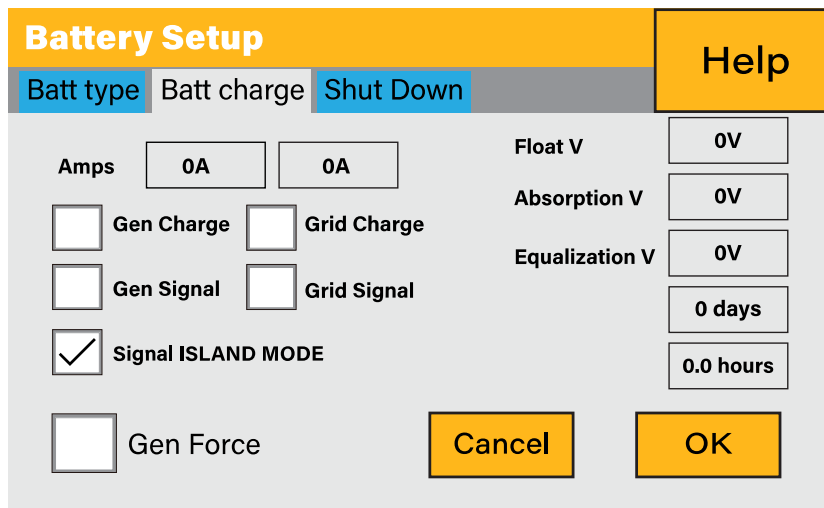 Battery Setup
Help
Batt type
Batt charge
Shut Down
Amps
0A
0A
Float V
0V
Absorption V
0V
Gen Charge
Grid Charge
Equalization V
0V
Gen Signal
Grid Signal
0 days
Signal ISLAND MODE
0.0 hours
Gen Force
Cancel
OK